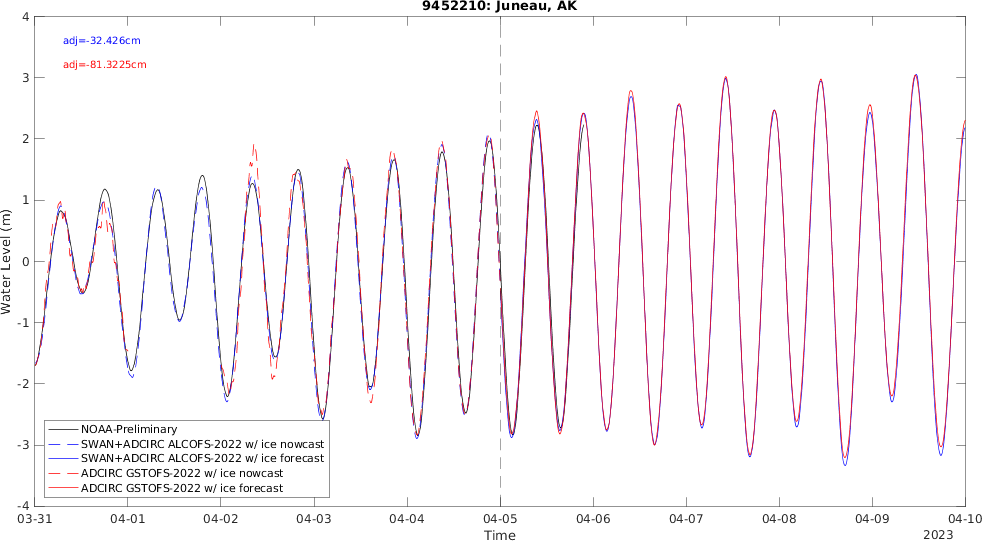 9452210: Juneau, AK
4
adj=-32.426cm
adj=-81.3225cm
3
2
1
0
-1
-2
-3
-4
Water Level (m)
NOAA-Preliminary
SWAN+ADCIRC ALCOFS-2022 w/ ice nowcast
SWAN+ADCIRC ALCOFS-2022 w/ ice forecast
ADCIRC GSTOFS-2022 w/ ice nowcast
ADCIRC GSTOFS-2022 w/ ice forecast
03-31 04-01 04-02 04-03 04-04 04-05 04-06 04-07 04-08 04-09 04-10
Time
2023